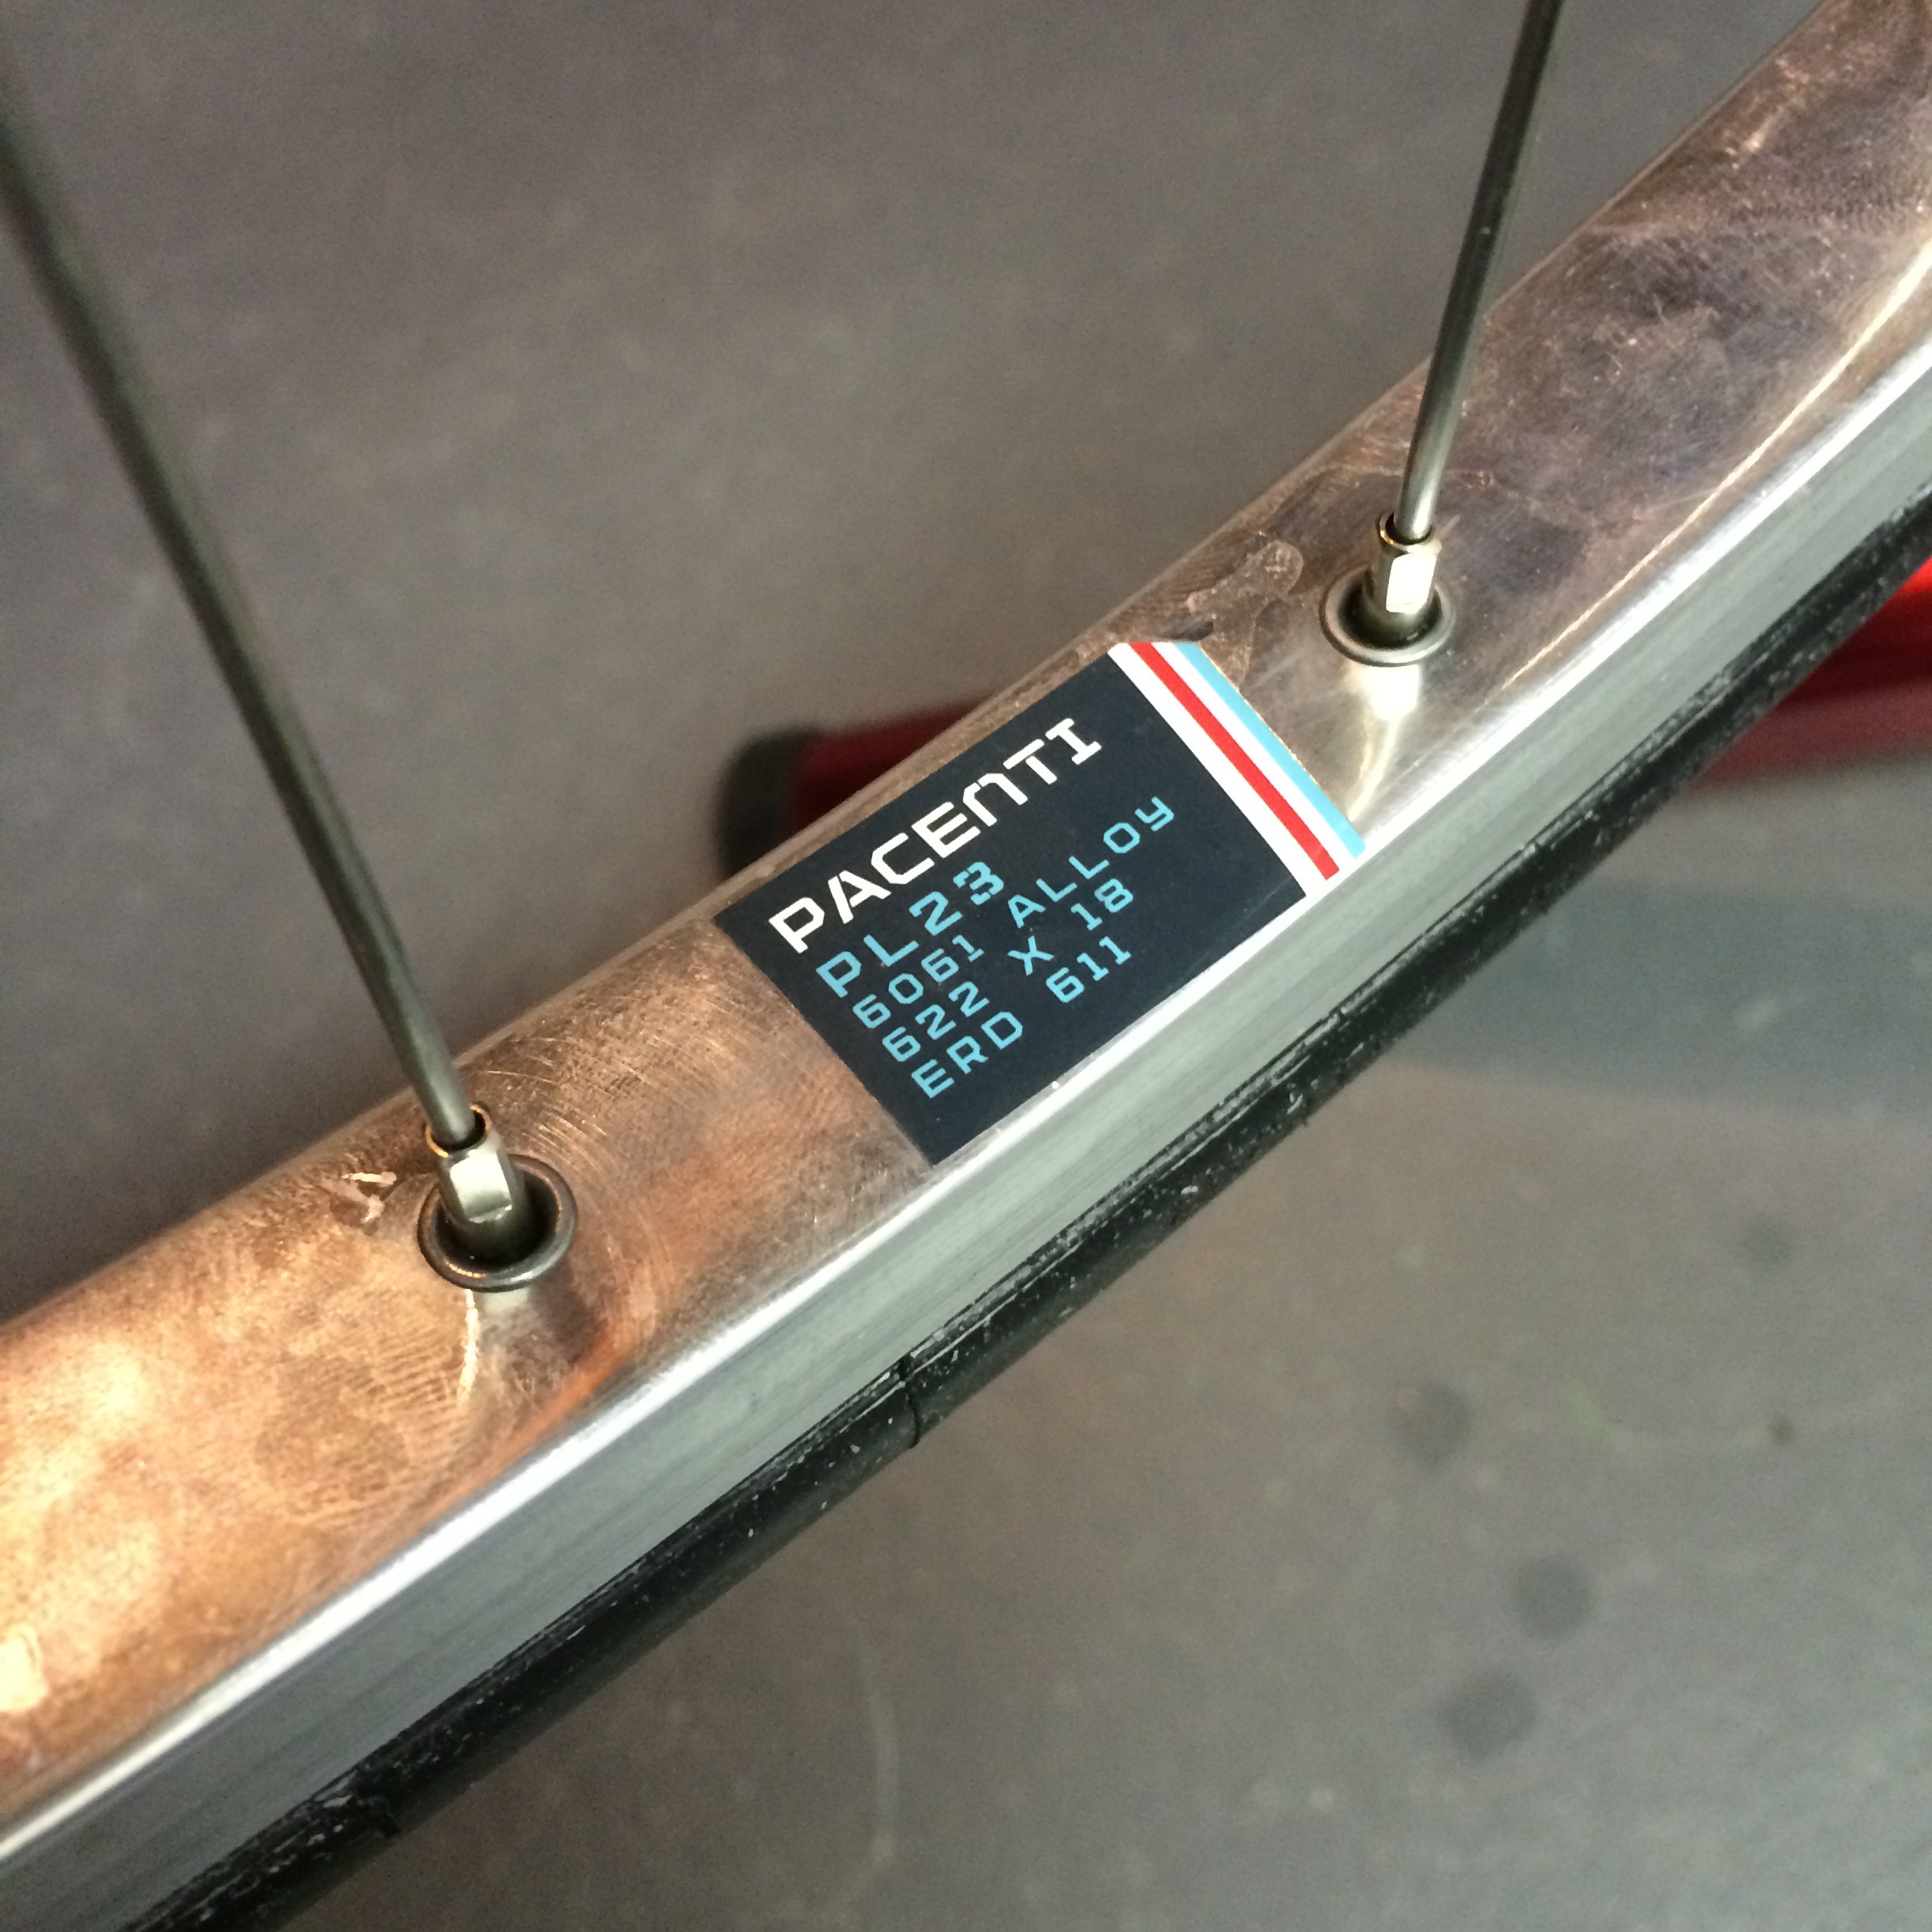 PACENTI
PL23
6061 ALLOY
622 X 18
ERD 611